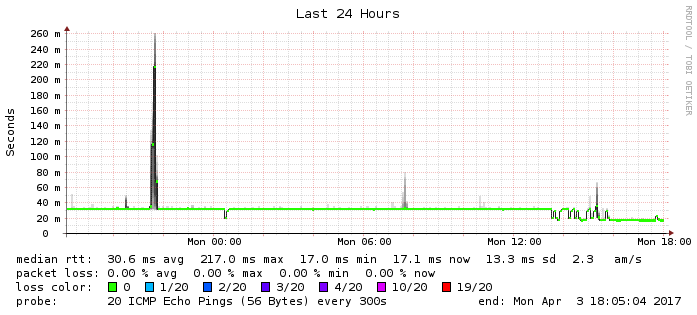 Last 24 Hours
RRDTOOL / TOBI OETIKER
Seconds
260 m
240 m
220 m
200 m
180 m
160 m
140 m
120 m
100 m
80 m
60 m
40 m
20 m
0
Mon 00:00 Mon 06:00 Mon 12:00 Mon 18:00
median rtt: 30.6 ms avg 217.0 ms max 17.0 ms min 17.1 ms now 13.3 ms sd 2.3 am/s
packet loss: 0.00 % avg 0.00 % max 0.00 % min 0.00 % now
loss color: 0 1/20 2/20 3/20 4/20 10/20 19/20
probe: 20 ICMP Echo Pings (56 Bytes) every 300s end: Mon Apr 3 18:05:04 2017